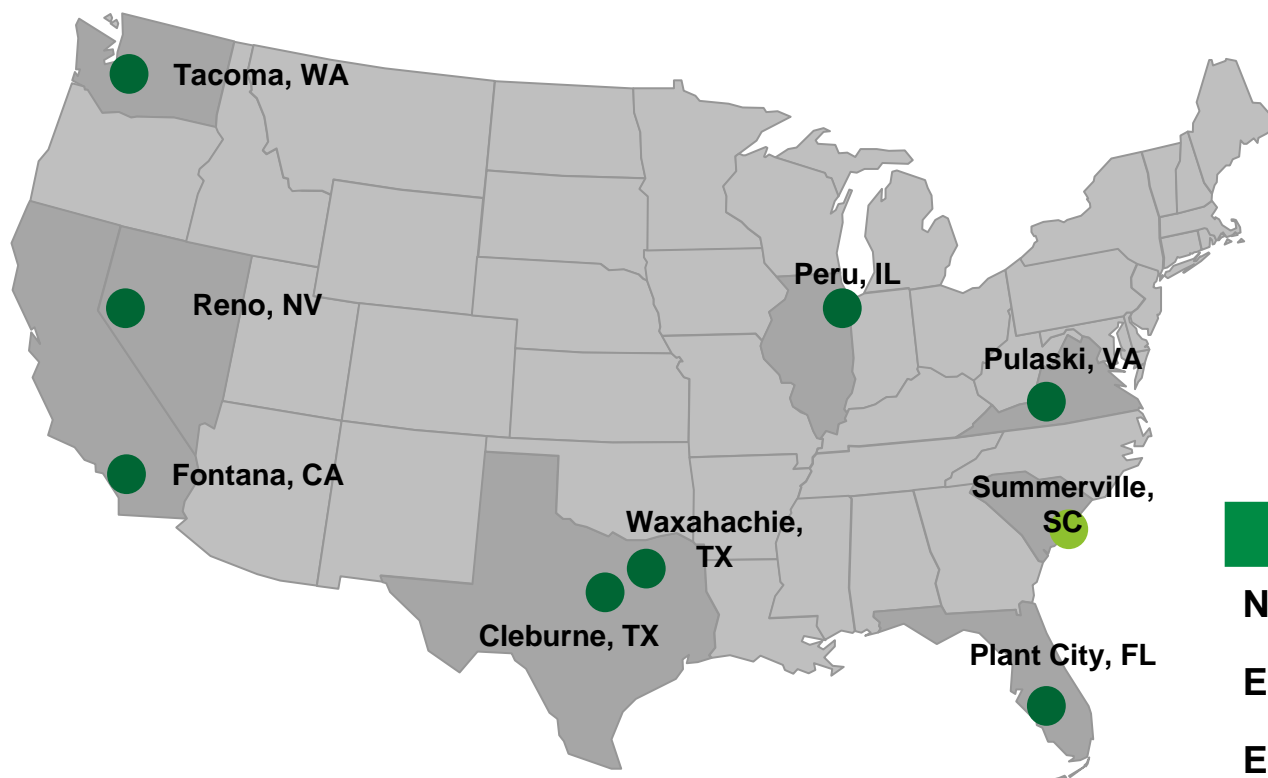 Tacoma, WA
Peru, IL
Reno, NV
Pulaski, VA
Fontana, CA
Summerville,
SC
Waxahachie,
TX
Cleburne, TX
Plant City, FL
N
E
E